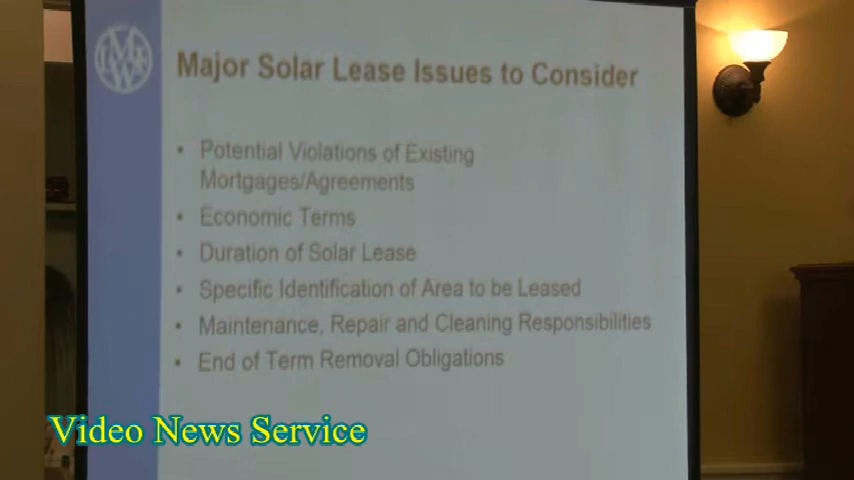 Major Solar Lease Issues to Consider
• Potential Violations of Existing
Mortgages/Agreements
• Economic Terms
• Duration of Solar Lease
• Specific Identification of Area to be Leased
• Maintenance, Repair and Cleaning Responsibilities
• End of Term Removal Obligations
Video News Service